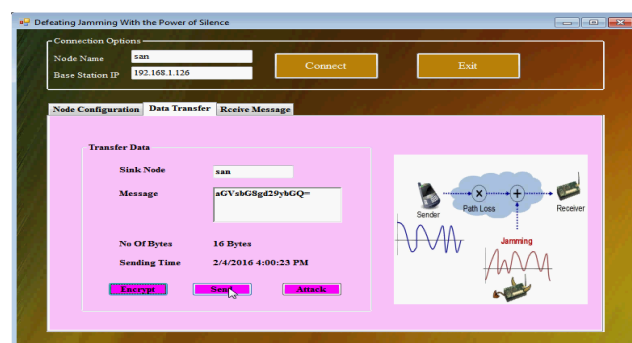 Defeating Jamming With the Power of Silence
Connection Options
Node Name san
Base Station IP 192.168.1.126
Connect Exit
Node Configuration Data Transfer Rceive Message
Transfer Data
Sink Node san
Message aGVsbG8gd29ybGQ=
No Of Bytes 16 Bytes
Sending Time 2/4/2016 4:00:23 PM
Encrypt Send Attack
Sender Path Loss Receiver
Jamming